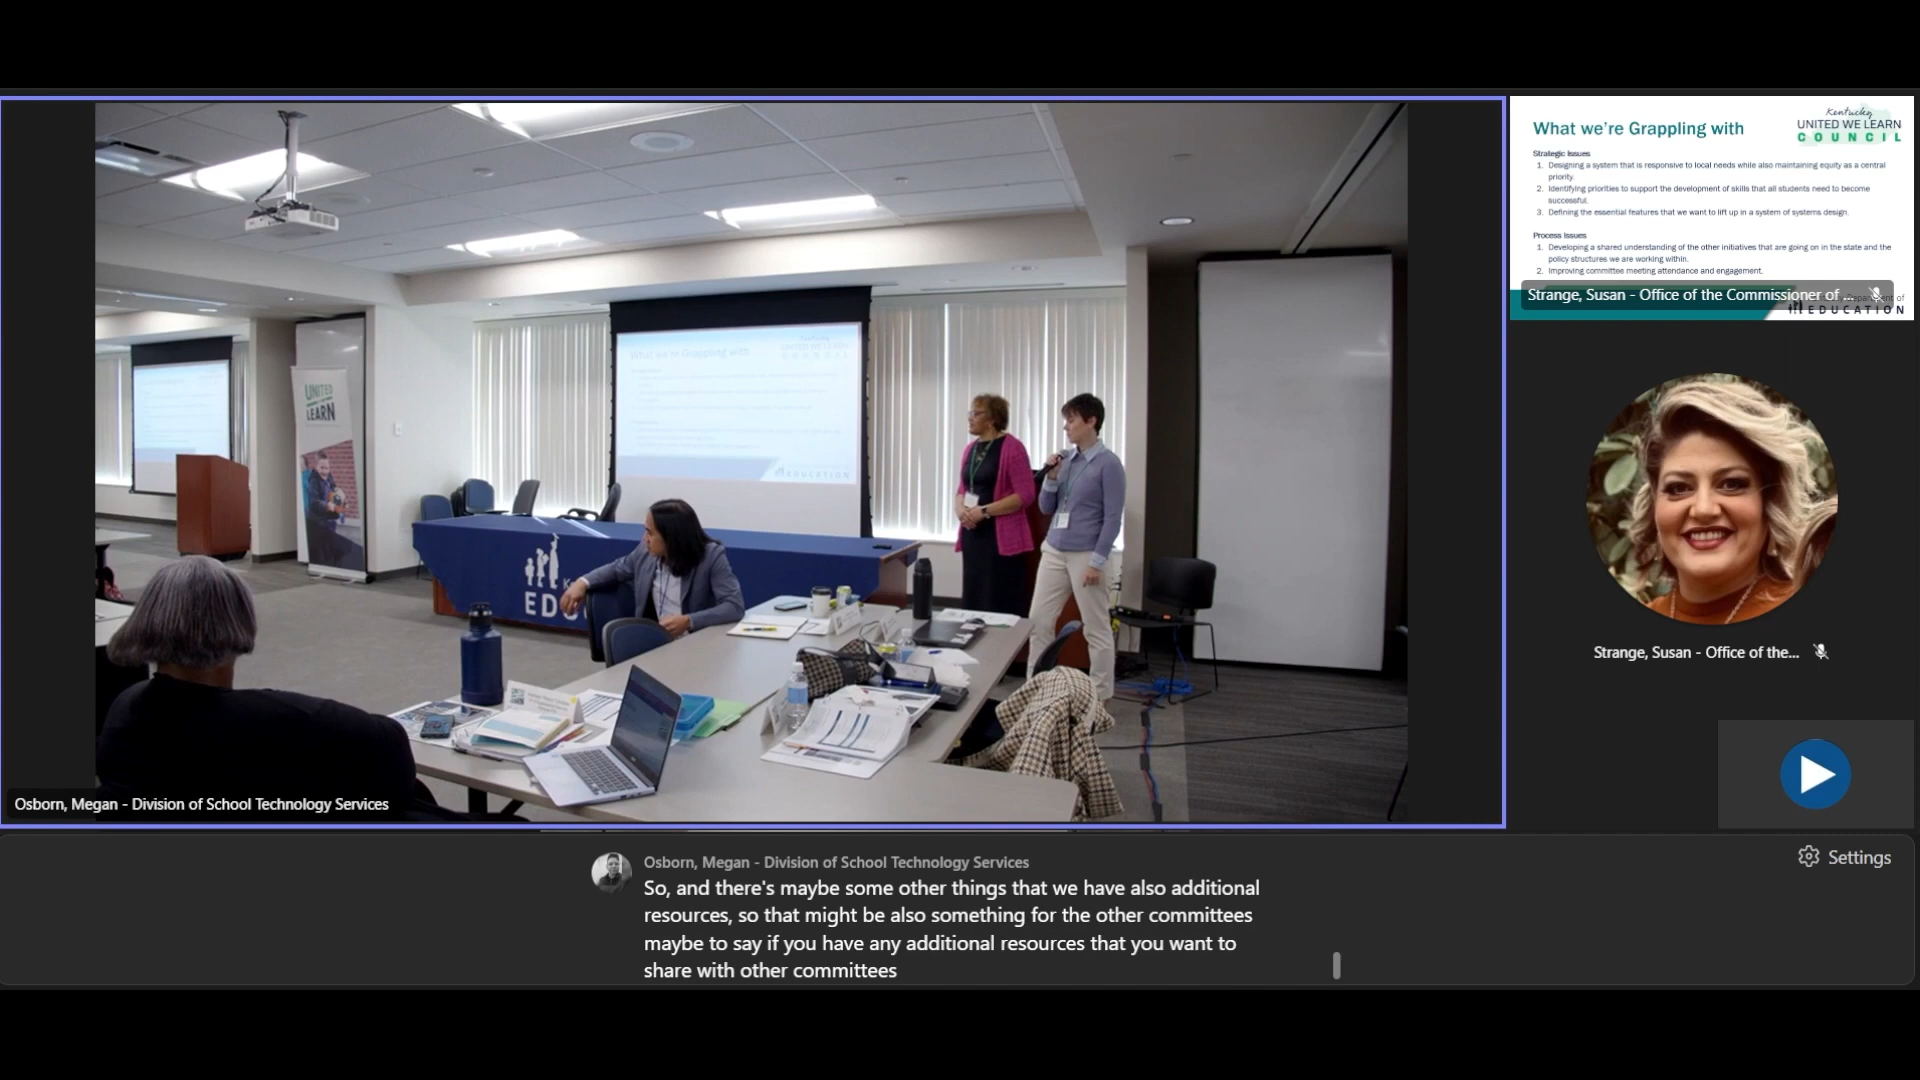 What we're Grappling with
Kentucky
UNITED WE LEARN
COUNCIL
Strategic Issues
1. Designing a system that is responsive to local needs while also maintaining equity as a central
priority.
2. Identifying priorities to support the development of skills that all students need to become
successful.
3. Defining the essential features that we want to lift up in a system of systems design.
Process Issues
1. Developing a shared understanding of the other initiatives that are going on in the state and the
policy structures we are working within.
2. Improving committee meeting attendance and engagement.
Strange, Susan - Office of the Commissioner of ...
EDUCATION
What we're Grappling with
EDUCATION
UNITED
LEARN
ED
Strange, Susan - Office of the...
Osborn, Megan - Division of School Technology Services
Osborn, Megan - Division of School Technology Services
Settings
So, and there's maybe some other things that we have also additional
resources, so that might be also something for the other committees
maybe to say if you have any additional resources that you want to
share with other committees